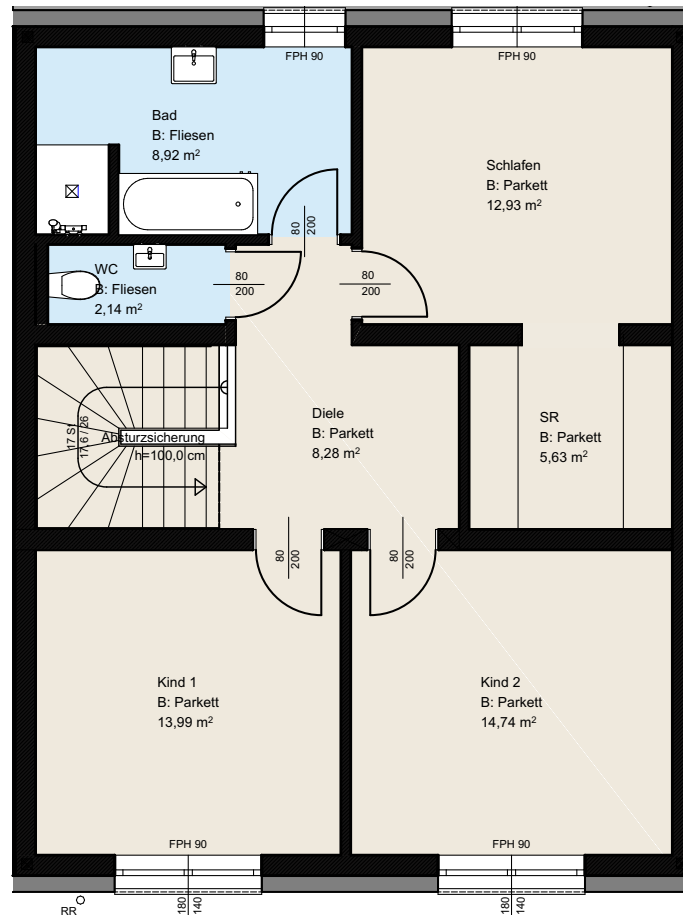 FPH 90
FPH 90
Bad
B: Fliesen
8,92 m²
Schlafen
B: Parkett
12,93 m²
80
200
WC
B: Fliesen
2,14 m²
80
200
80
200
17 ST
17,6 / 26
Absturzsicherung
h=100,0 cm
Diele
B: Parkett
8,28 m²
SR
B: Parkett
5,63 m²
80
200
80
200
Kind 1
B: Parkett
13,99 m²
Kind 2
B: Parkett
14,74 m²
FPH 90
FPH 90
RR
180
140
180
140